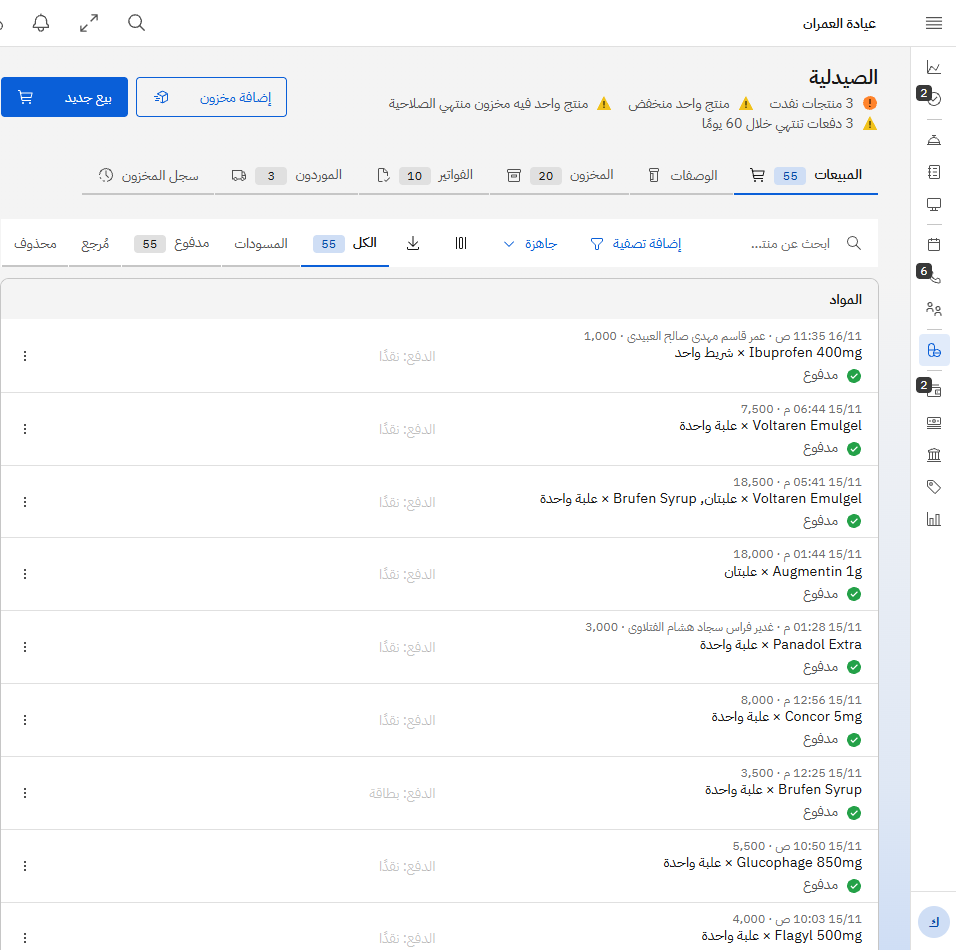 عيادة العمران
2
6
2
ك
الصيدلية
3 منتجات نفدت
منتج واحد منخفض
منتج واحد فيه مخزون منتهي الصلاحية
3 دفعات تنتهي خلال 60 يومًا
إضافة مخزون
بيع جديد
المبيعات 55
الوصفات
المخزون 20
الفواتير 10
الموردون 3
سجل المخزون
ابحث عن منتـ...
إضافة تصفية
جاهزة
الكل 55
المسودات
مدفوع 55
مُرجع
محذوف
المواد
16/11 11:35 ص · عمر قاسم مهدي صالح العبيدي · 1,000
Ibuprofen 400mg × شريط واحد
مدفوع
الدفع: نقدًا
15/11 06:44 م · 7,500
Voltaren Emulgel × علبة واحدة
مدفوع
الدفع: نقدًا
15/11 05:41 م · 18,500
Voltaren Emulgel × علبتان, Brufen Syrup × علبة واحدة
مدفوع
الدفع: نقدًا
15/11 01:44 م · 18,000
Augmentin 1g × علبتان
مدفوع
الدفع: نقدًا
15/11 01:28 م · غدير فراس سجاد هشام الفتلاوي · 3,000
Panadol Extra × علبة واحدة
مدفوع
الدفع: نقدًا
15/11 12:56 م · 8,000
Concor 5mg × علبة واحدة
مدفوع
الدفع: نقدًا
15/11 12:25 م · 3,500
Brufen Syrup × علبة واحدة
مدفوع
الدفع: بطاقة
15/11 10:50 ص · 5,500
Glucophage 850mg × علبة واحدة
مدفوع
الدفع: نقدًا
15/11 10:03 ص · 4,000
Flagyl 500mg × علبة واحدة
الدفع: نقدًا